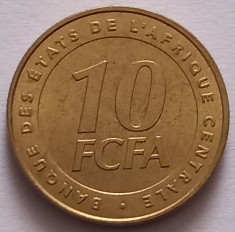 BANQUE DES ÉTATS DE L'AFRIQUE CENTRALE
10
FCFA